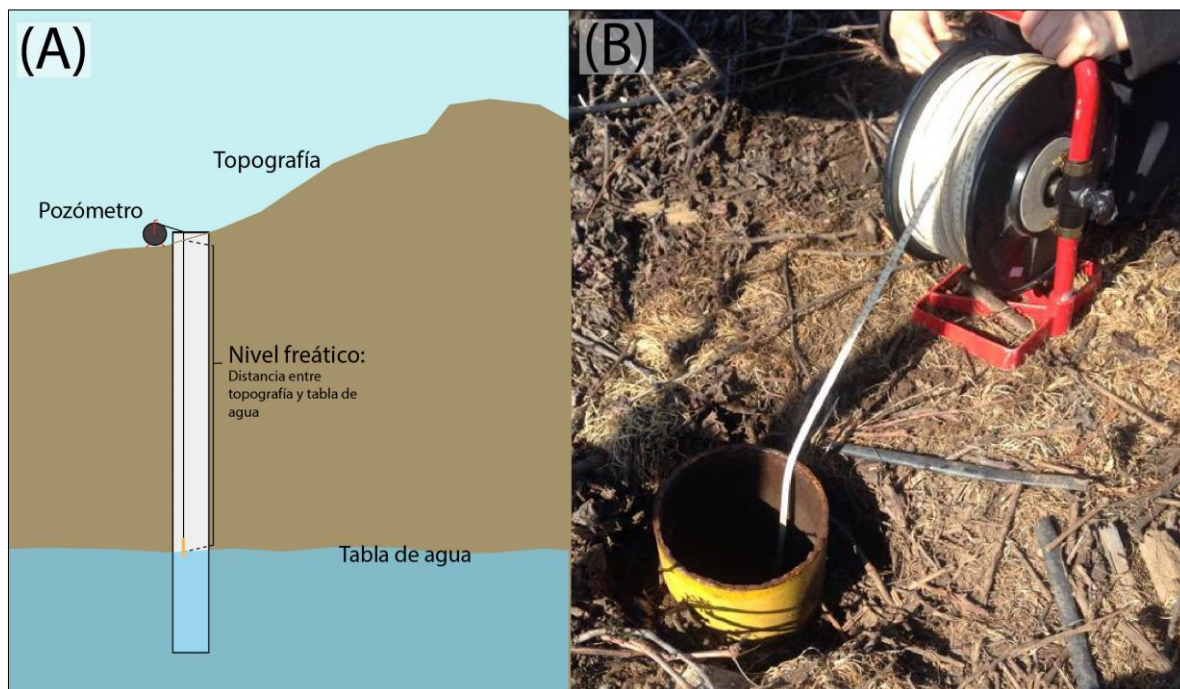 (A)
Topografía
Pozómetro
Nivel freático:
Distancia entre
topografía y tabla de
agua
Tabla de agua
(B)